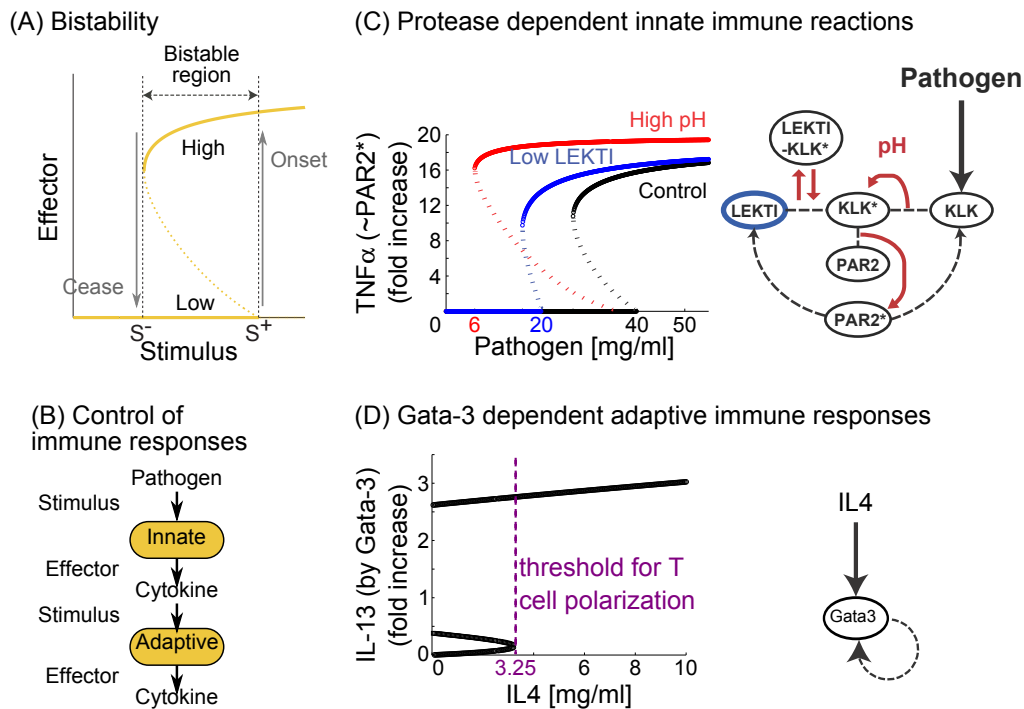 (A) Bistability
Bistable
region
High
Onset
Cease
Low
Effector
S-
S+
Stimulus
(B) Control of
immune responses
Pathogen
Stimulus
Innate
Effector
Cytokine
Stimulus
Adaptive
Effector
Cytokine
(C) Protease dependent innate immune reactions
TNFα (~PAR2*)
(fold increase)
20
16
12
8
4
High pH
Low LEKTI
Control
0
6
20
40
50
Pathogen [mg/ml]
Pathogen
LEKTI
-KLK*
pH
LEKTI
KLK*
KLK
PAR2
PAR2*
(D) Gata-3 dependent adaptive immune responses
IL-13 (by Gata-3)
(fold increase)
3
2
1
0
threshold for T
cell polarization
0
3.25
6
8
10
IL4 [mg/ml]
IL4
Gata3